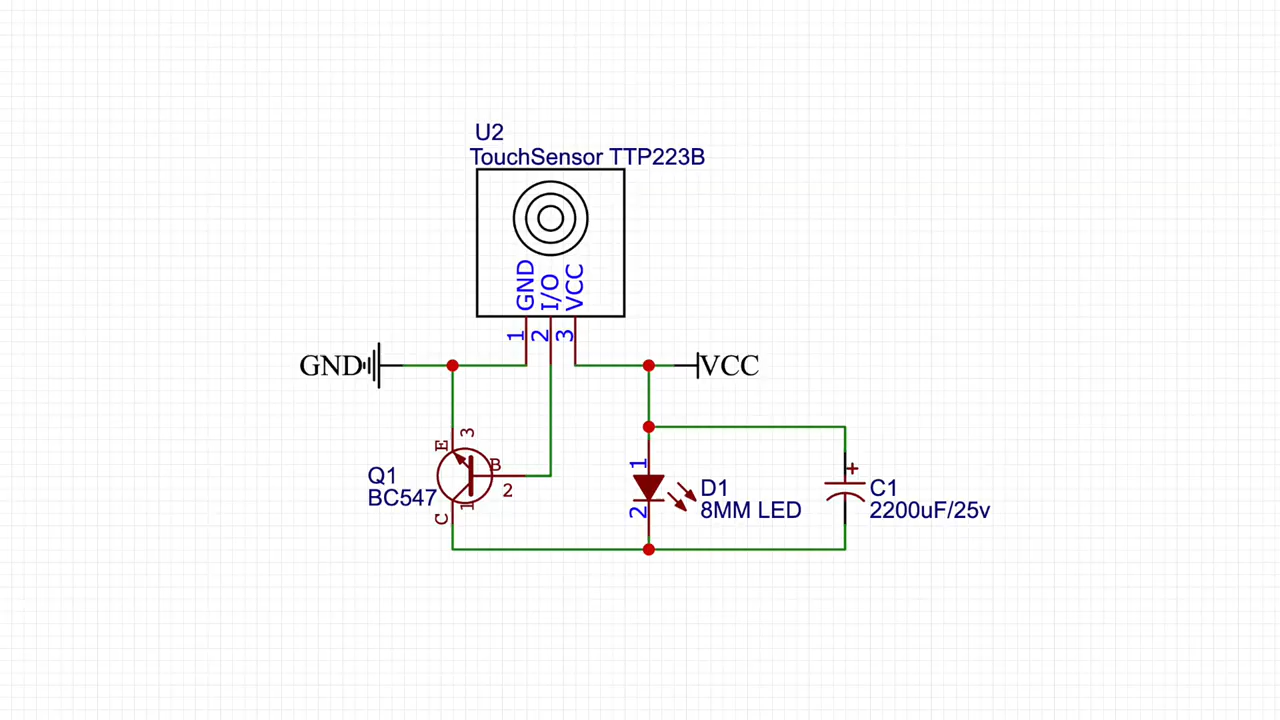 U2
TouchSensor TTP223B
GND
I/O
VCC
1
2
3
GND
VCC
E
3
Q1
BC547
B
2
C
1
1
2
D1
8MM LED
+
C1
2200uF/25v